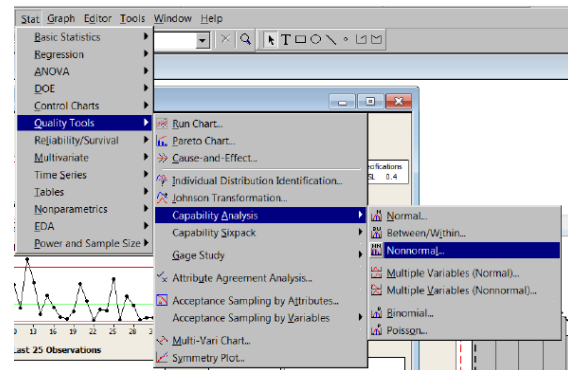 Stat Graph Editor Tools Window Help
Basic Statistics
Regression
ANOVA
DOE
Control Charts
Quality Tools
Reliability/Survival
Multivariate
Time Series
Tables
Nonparametrics
EDA
Power and Sample Size
T
Run Chart...
Pareto Chart...
Cause-and-Effect...
Individual Distribution Identification...
Johnson Transformation...
Capability Analysis
Capability Sixpack
Gage Study
Attribute Agreement Analysis...
Acceptance Sampling by Attributes...
Acceptance Sampling by Variables
Multi-Vari Chart...
Symmetry Plot...
Normal...
Between/Within...
Nonnormal...
Multiple Variables (Normal)...
Multiple Variables (Nonnormal)...
Binomial...
Poisson...
ecifications
SL 0.4
13 16 19 22 25 28
Last 25 Observations